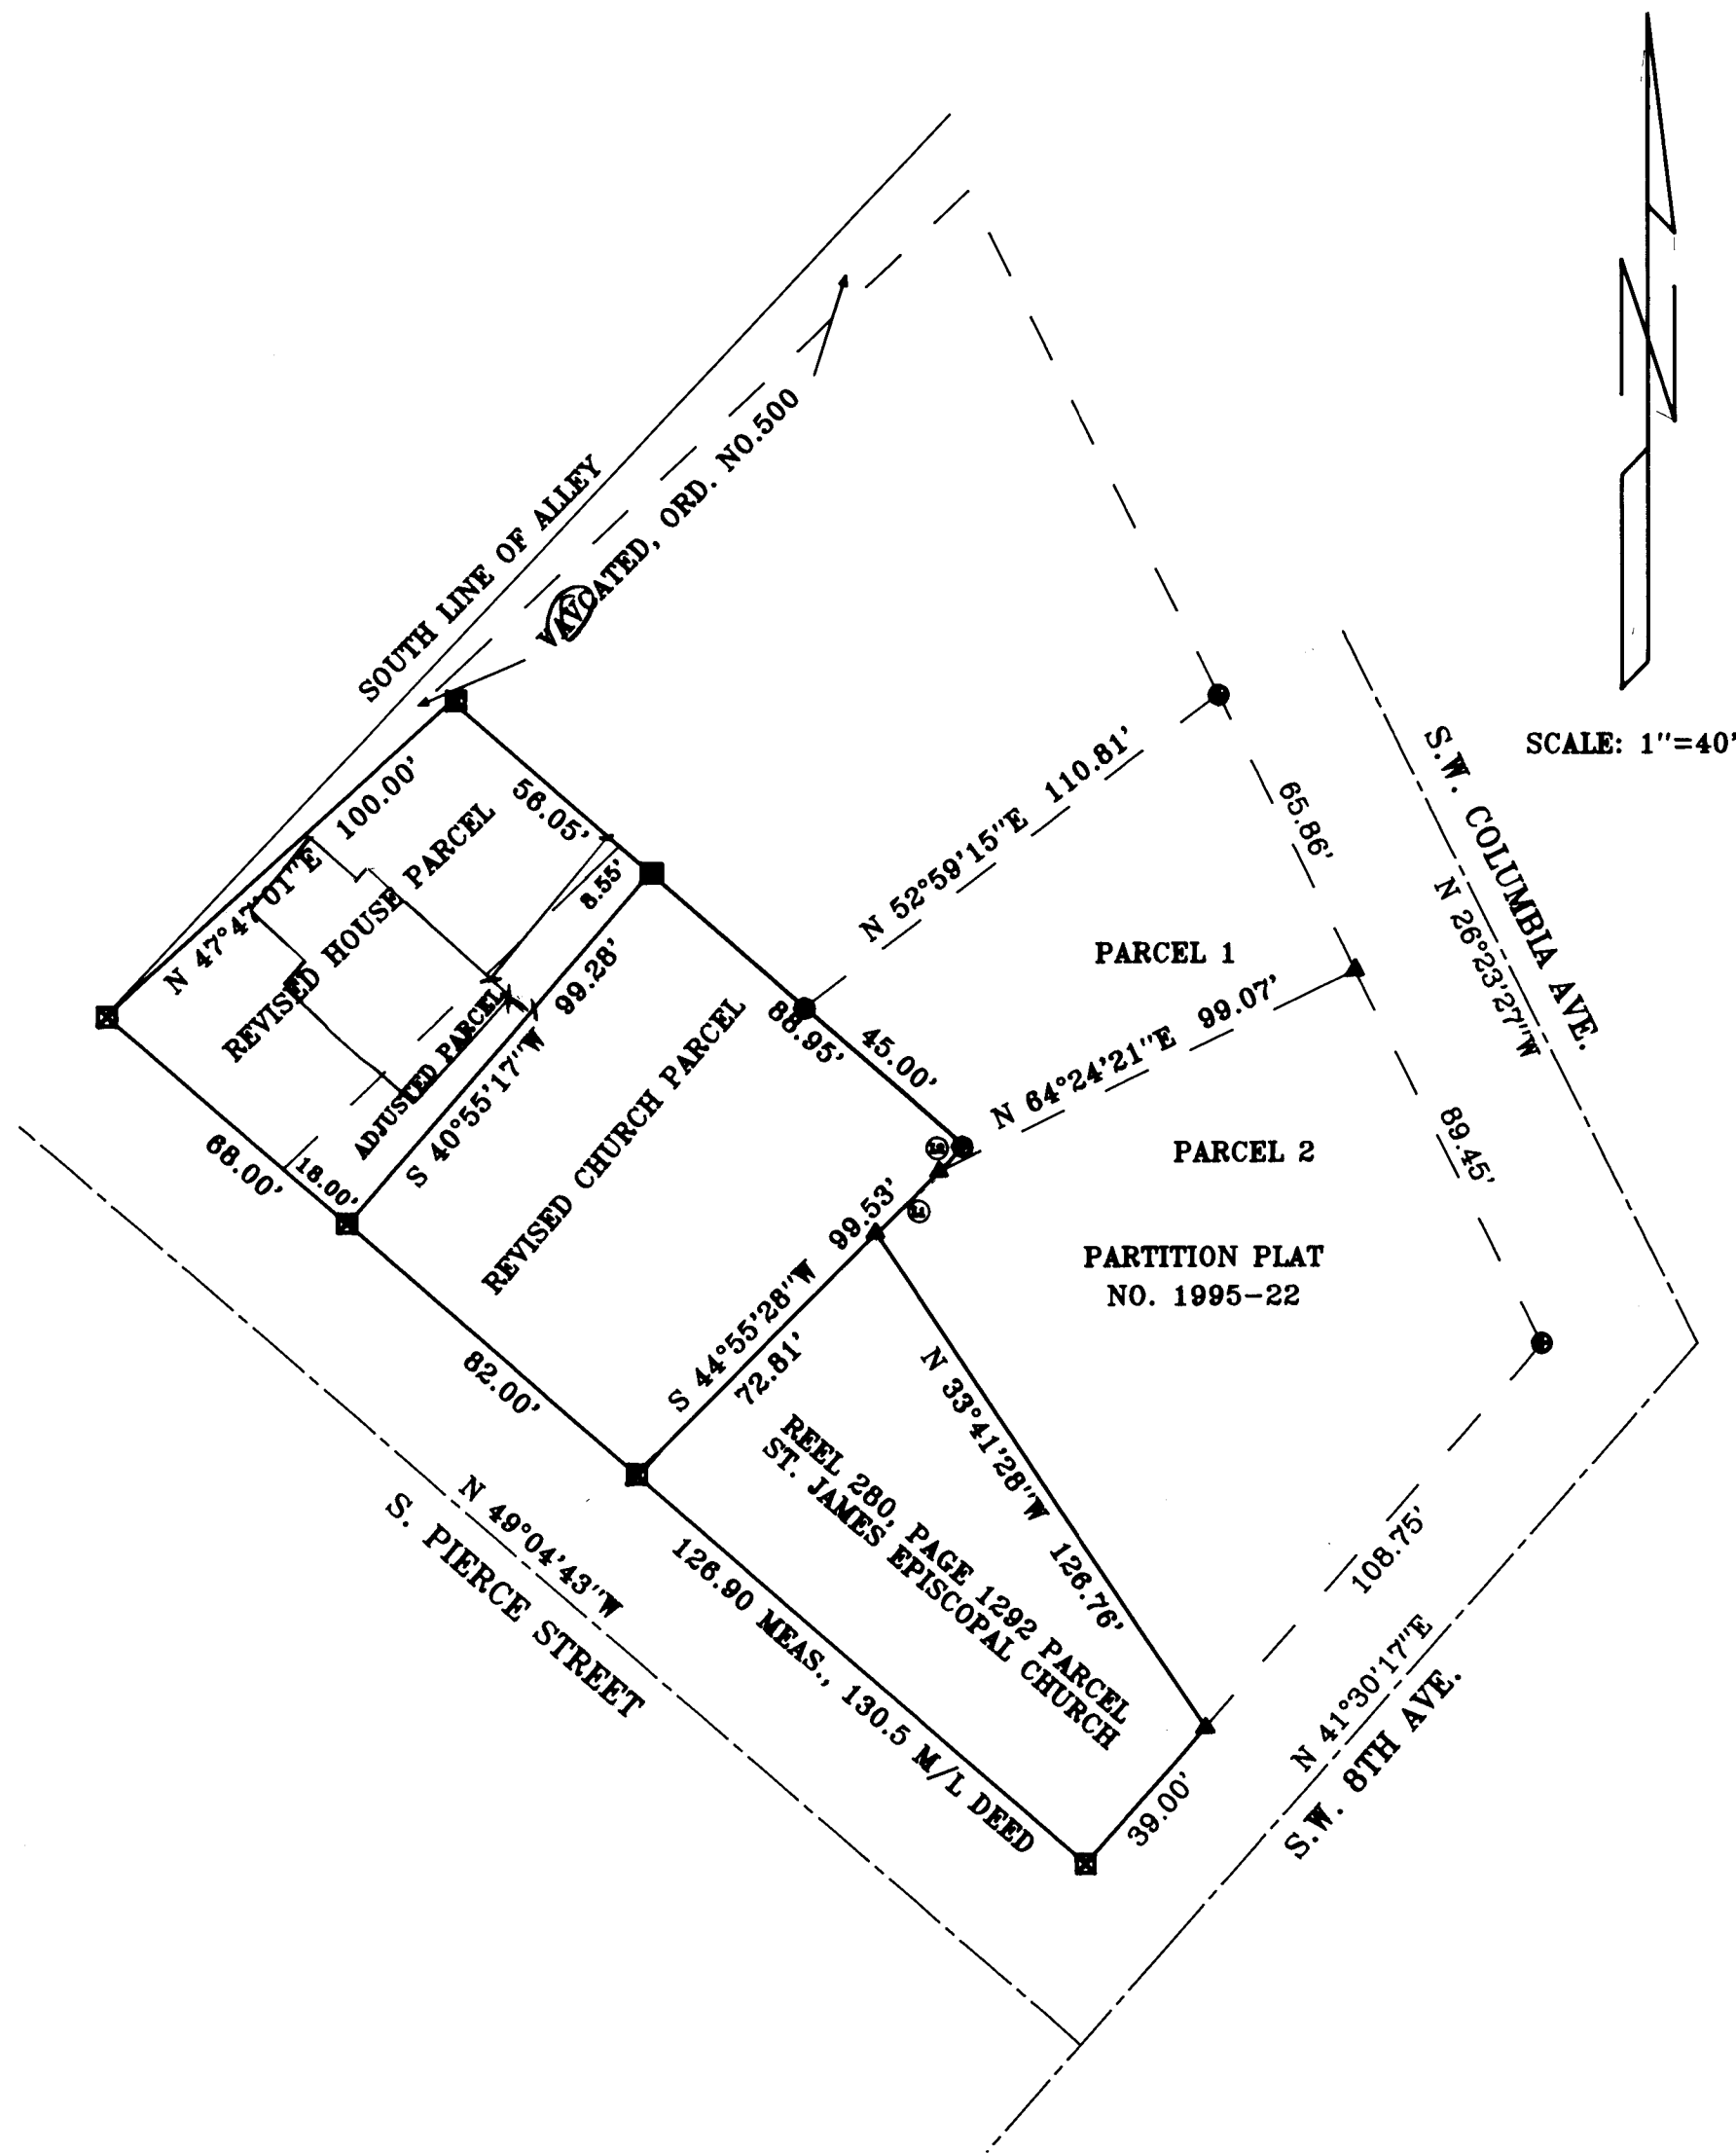 SCALE: 1"=40'
SOUTH LINE OF ALLEY
VACATED, ORD. NO.500
N 47°47'01"E 100.00'
56.05'
8.55'
REVISED HOUSE PARCEL
ADJUSTED PARCEL
S 40°55'17"W 99.28'
68.00'
18.00'
REVISED CHURCH PARCEL
88.95'
45.00'
N 52°59'15"E 110.81'
PARCEL 1
65.86'
S.W. COLUMBIA AVE.
N 26°23'27"W
N 64°24'21"E 99.07'
PARCEL 2
89.45'
PARTITION PLAT
NO. 1995-22
S 44°55'28"W 99.53'
72.81'
82.00'
N 33°41'28"W 126.76'
REEL 280, PAGE 1292 PARCEL
ST. JAMES EPISCOPAL CHURCH
126.90 MEAS., 130.5 M/L DEED
N 49°04'43"W
S. PIERCE STREET
39.00'
108.75'
N 41°30'17"E
S.W. 8TH AVE.